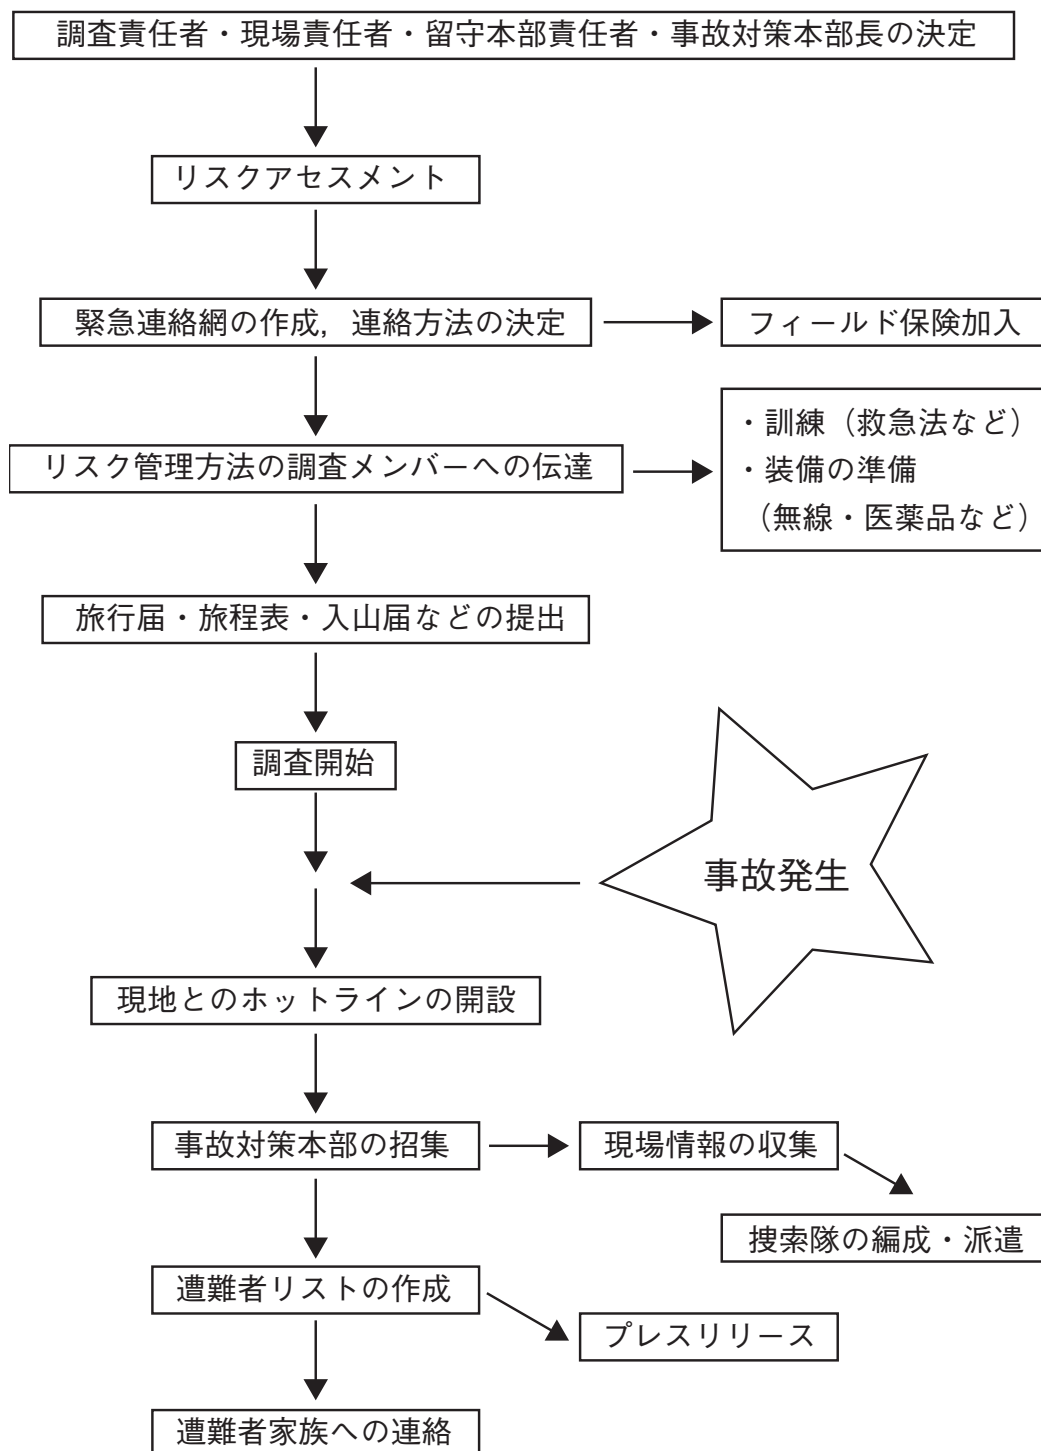 調査責任者・現場責任者・留守本部責任者・事故対策本部長の決定
リスクアセスメント
緊急連絡網の作成，連絡方法の決定
フィールド保険加入
リスク管理方法の調査メンバーへの伝達
・訓練（救急法など）
・装備の準備
（無線・医薬品など）
旅行届・旅程表・入山届などの提出
調査開始
事故発生
現地とのホットラインの開設
事故対策本部の招集
現場情報の収集
捜索隊の編成・派遣
遭難者リストの作成
プレスリリース
遭難者家族への連絡